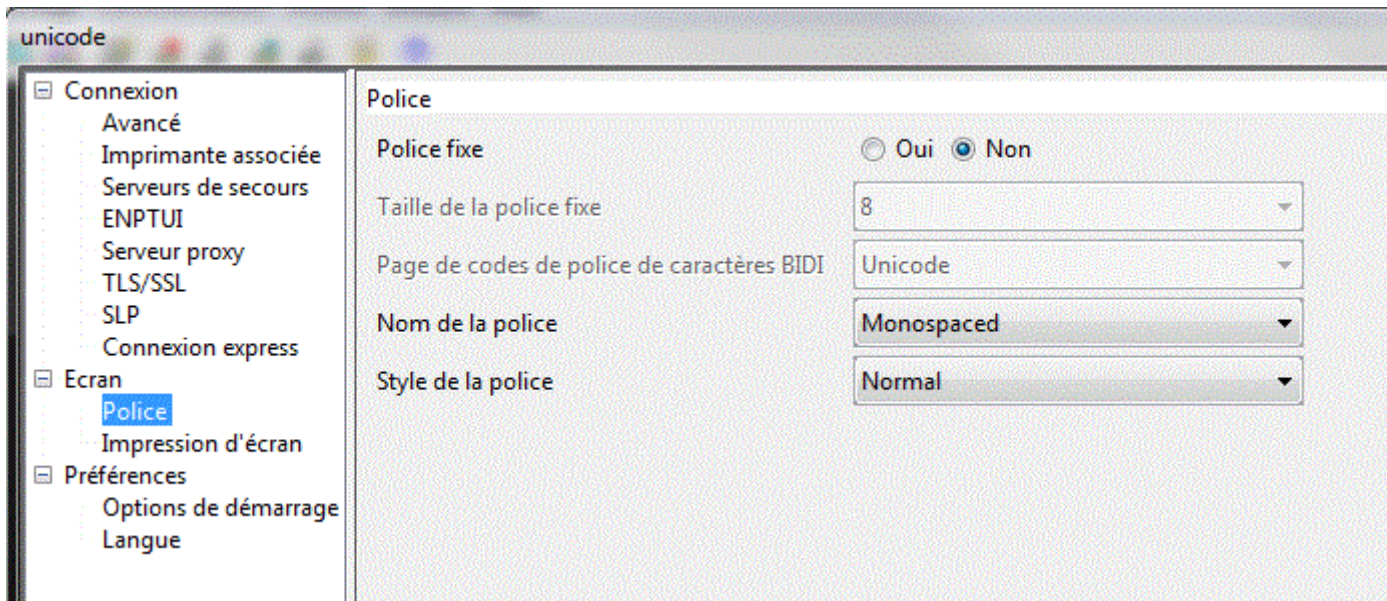 unicode
Connexion
Avancé
Imprimante associée
Serveurs de secours
ENPTUI
Serveur proxy
TLS/SSL
SLP
Connexion express
Ecran
Police
Impression d'écran
Préférences
Options de démarrage
Langue
Police
Police fixe Oui Non
Taille de la police fixe 8
Page de codes de police de caractères BIDI Unicode
Nom de la police Monospaced
Style de la police Normal